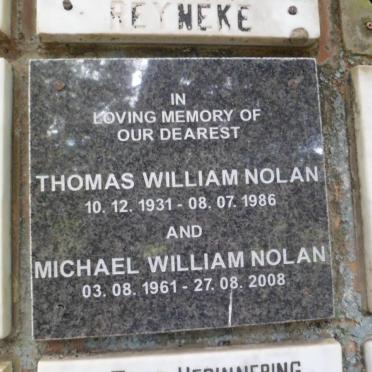 REYNEKE
IN
LOVING MEMORY OF
OUR DEAREST
THOMAS WILLIAM NOLAN
10. 12. 1931 - 08. 07. 1986
AND
MICHAEL WILLIAM NOLAN
03. 08. 1961 - 27. 08. 2008
HERINNERING